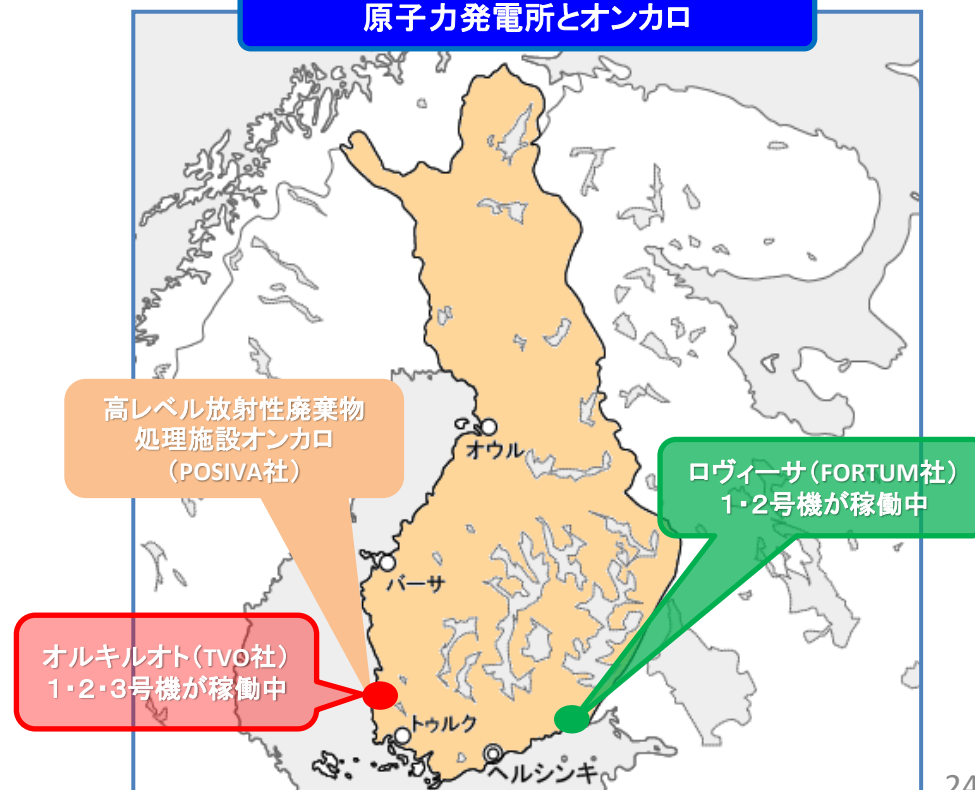 原子力発電所とオンカロ
高レベル放射性廃棄物
処理施設オンカロ
（POSIVA社）
オウル
ロヴィーサ（FORTUM社）
１・２号機が稼働中
バーサ
オルキルオト（TVO社）
１・２・３号機が稼働中
トゥルク
ヘルシンキ
24